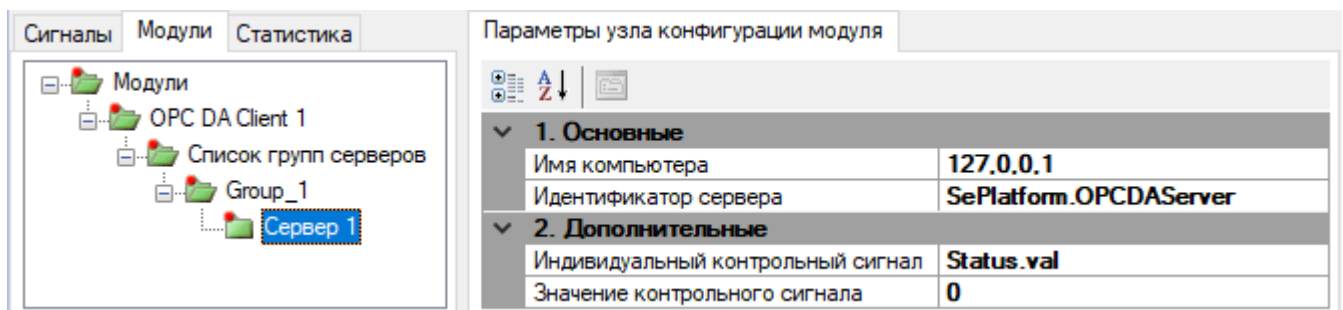 Сигналы Модули Статистика
Параметры узла конфигурации модуля
Модули
OPC DA Client 1
Список групп серверов
Group_1
Сервер 1
1. Основные
Имя компьютера 127.0.0.1
Идентификатор сервера SePlatform.OPCDAServer
2. Дополнительные
Индивидуальный контрольный сигнал Status.val
Значение контрольного сигнала 0